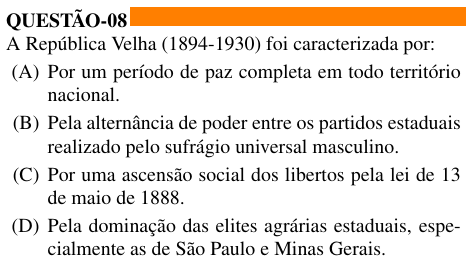 QUESTÃO-08
A República Velha (1894-1930) foi caracterizada por:
(A) Por um período de paz completa em todo território
nacional.
(B) Pela alternância de poder entre os partidos estaduais
realizado pelo sufrágio universal masculino.
(C) Por uma ascensão social dos libertos pela lei de 13
de maio de 1888.
(D) Pela dominação das elites agrárias estaduais, espe-
cialmente as de São Paulo e Minas Gerais.